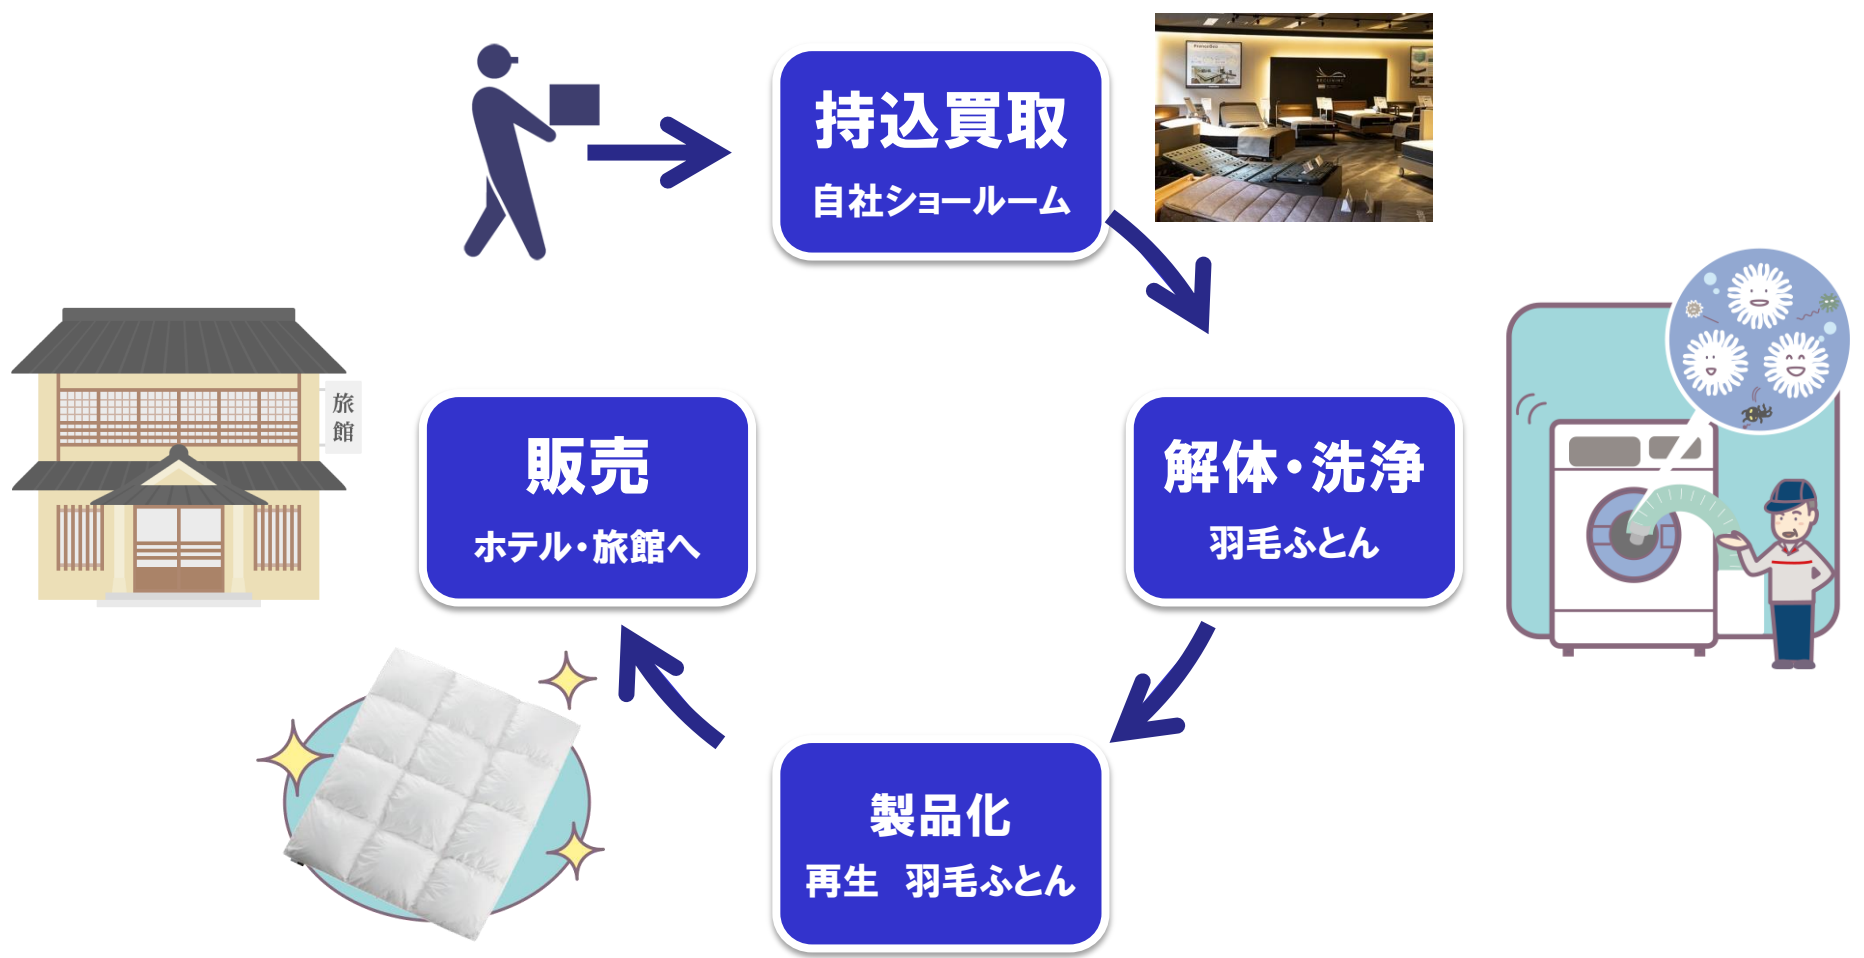 持込買取
自社ショールーム
解体・洗浄
羽毛ふとん
製品化
再生　羽毛ふとん
販売
ホテル・旅館へ
旅館